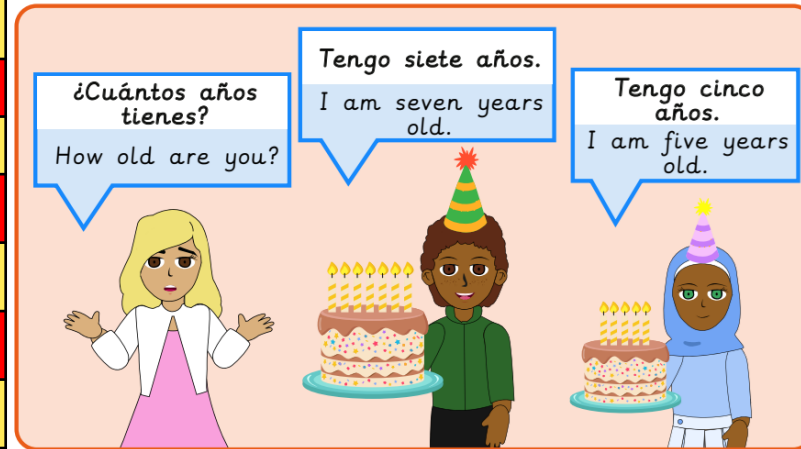 ¿Cuántos años
tienes?
How old are you?
Tengo siete años.
I am seven years
old.
Tengo cinco
años.
I am five years
old.